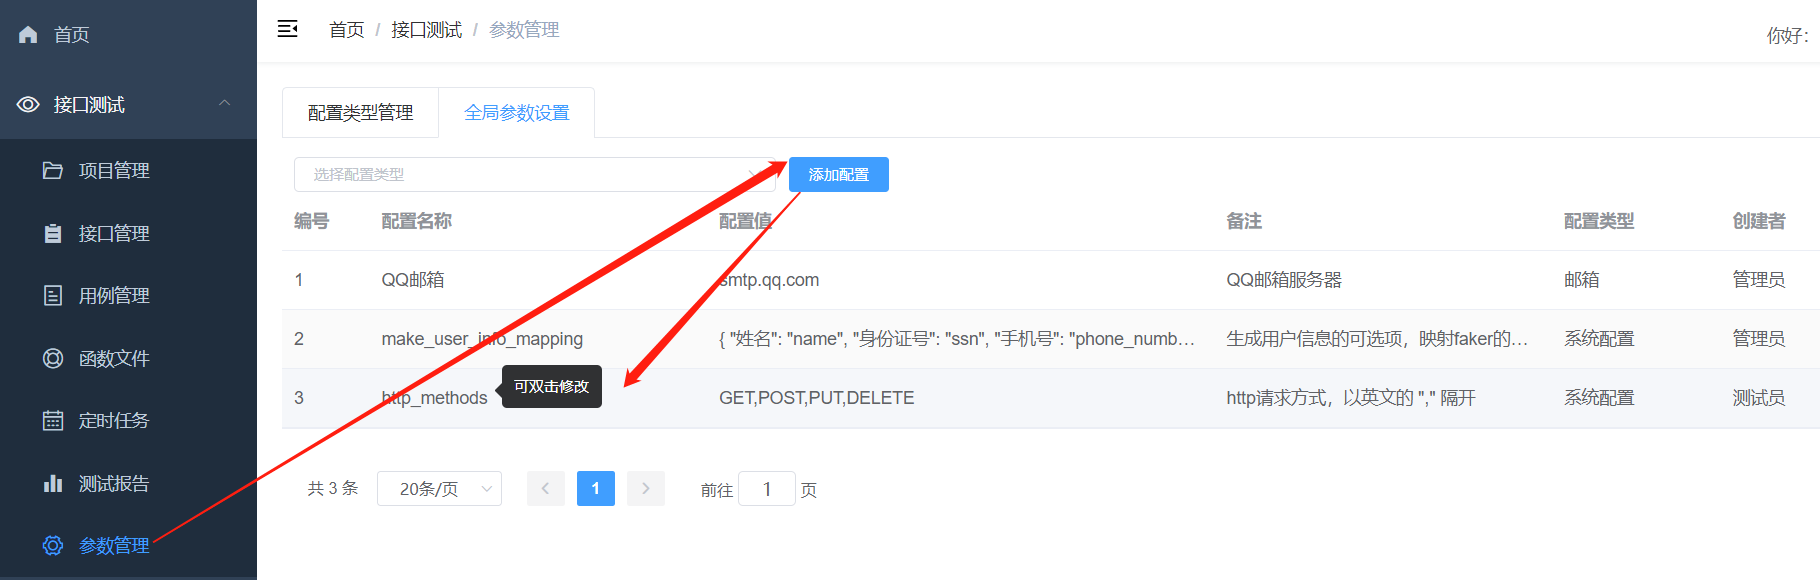 首页
接口测试
项目管理
接口管理
用例管理
函数文件
定时任务
测试报告
参数管理
首页 / 接口测试 / 参数管理
你好:
配置类型管理 全局参数设置
选择配置类型 添加配置
编号 配置名称 配置值 备注 配置类型 创建者
1 QQ邮箱 smtp.qq.com QQ邮箱服务器 邮箱 管理员
2 make_user_info_mapping { "姓名": "name", "身份证号": "ssn", "手机号": "phone_numb... 生成用户信息的可选项，映射faker的... 系统配置 管理员
3 http_methods 可双击修改 GET,POST,PUT,DELETE http请求方式，以英文的 "," 隔开 系统配置 测试员
共 3 条 20条/页 1 前往 1 页